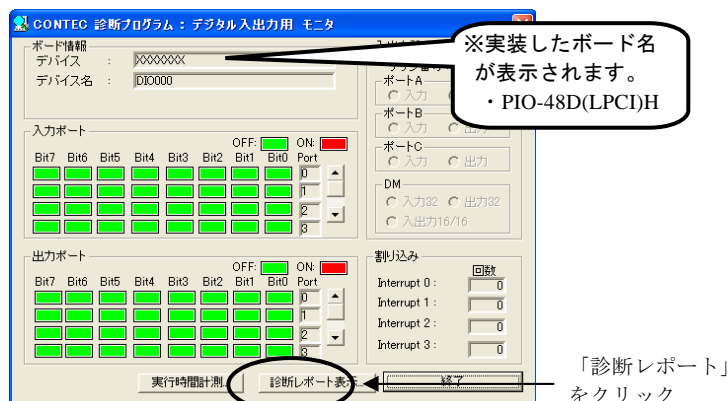 CONTEC 診断プログラム : デジタル入出力用 モニタ
ボード情報
デバイス : XXXXXXX
デバイス名 : DIO000
※実装したボード名
が表示されます。
・PIO-48D(LPCI)H
ポートA
入力
ポートB
入力
ポートC
入力 出力
DM
入力32 出力32
入出力16/16
入力ポート
OFF: ON:
Bit7 Bit6 Bit5 Bit4 Bit3 Bit2 Bit1 Bit0 Port
0
1
2
3
出力ポート
OFF: ON:
Bit7 Bit6 Bit5 Bit4 Bit3 Bit2 Bit1 Bit0 Port
0
1
2
3
割り込み
回数
Interrupt 0 : 0
Interrupt 1 : 0
Interrupt 2 : 0
Interrupt 3 : 0
実行時間計測...
診断レポート表示...
終了
「診断レポート」
をクリック